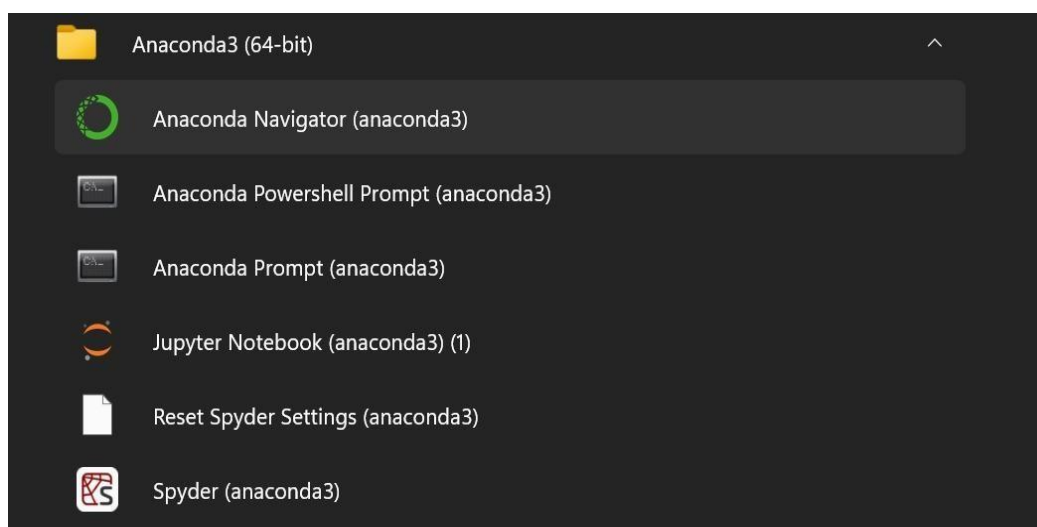 Anaconda3 (64-bit)
Anaconda Navigator (anaconda3)
Anaconda Powershell Prompt (anaconda3)
Anaconda Prompt (anaconda3)
Jupyter Notebook (anaconda3) (1)
Reset Spyder Settings (anaconda3)
Spyder (anaconda3)